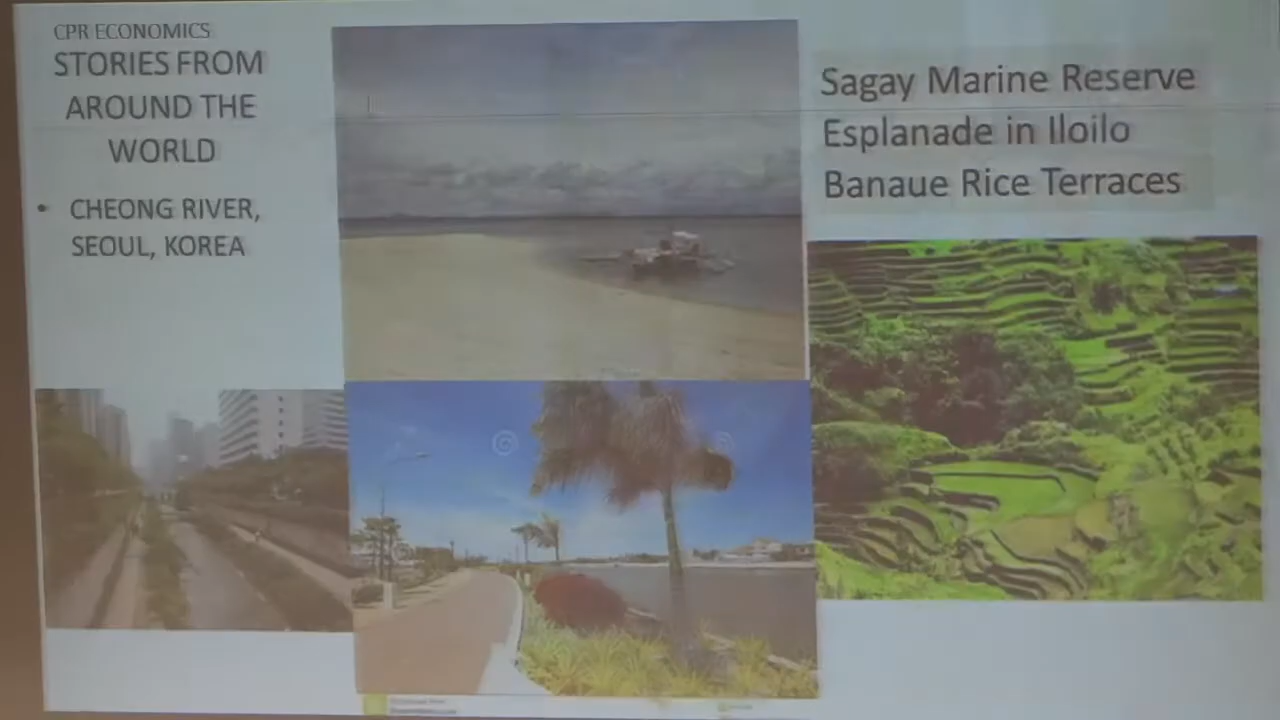 CPR ECONOMICS
STORIES FROM
AROUND THE
WORLD
• CHEONG RIVER,
SEOUL, KOREA
Sagay Marine Reserve
Esplanade in Iloilo
Banaue Rice Terraces